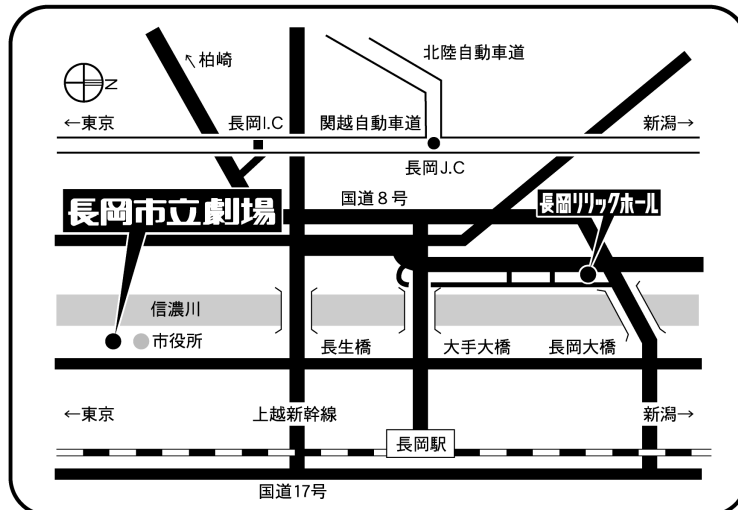 北陸自動車道
↖柏崎
N
←東京
長岡I.C
関越自動車道
新潟→
長岡J.C
国道8号
長岡リリックホール
長岡市立劇場
信濃川
市役所
長生橋
大手大橋
長岡大橋
←東京
上越新幹線
新潟→
長岡駅
国道17号